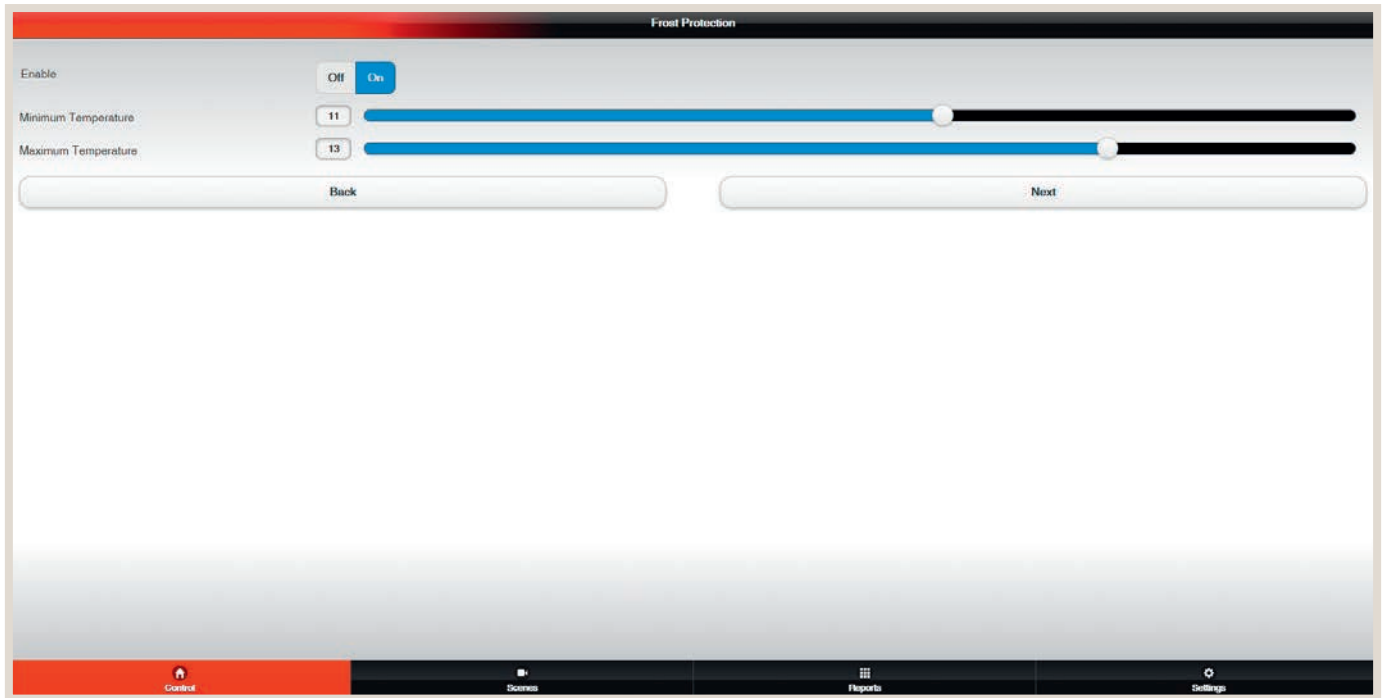 Frost Protection
Enable Off On
Minimum Temperature 11
Maximum Temperature 13
Back Next
Control Scenes Reports Settings